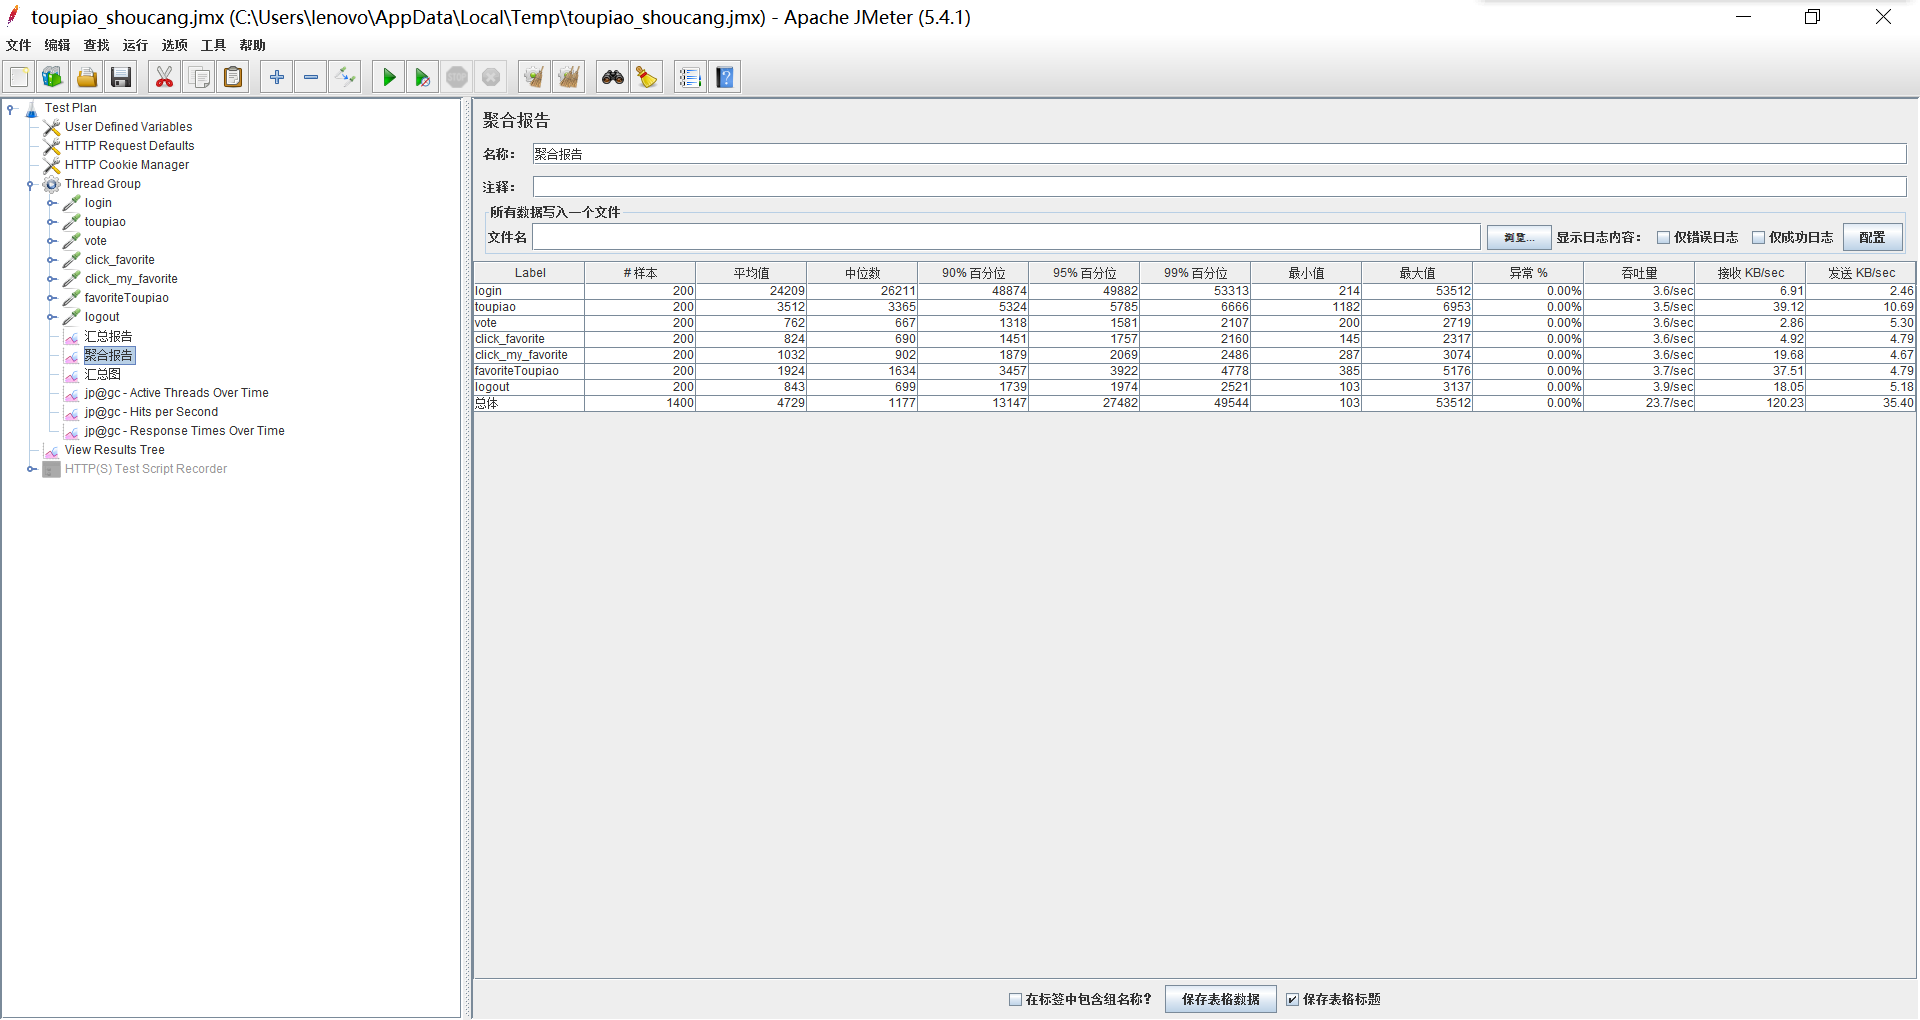 toupiao_shoucang.jmx (C:\Users\lenovo\AppData\Local\Temp\toupiao_shoucang.jmx) - Apache JMeter (5.4.1)
文件 编辑 查找 运行 选项 工具 帮助
Test Plan
User Defined Variables
HTTP Request Defaults
HTTP Cookie Manager
Thread Group
login
toupiao
vote
click_favorite
click_my_favorite
favoriteToupiao
logout
汇总报告
聚合报告
汇总图
jp@gc - Active Threads Over Time
jp@gc - Hits per Second
jp@gc - Response Times Over Time
View Results Tree
HTTP(S) Test Script Recorder
聚合报告
名称： 聚合报告
注释：
所有数据写入一个文件
文件名 浏览... 显示日志内容： 仅错误日志 仅成功日志 配置
Label # 样本 平均值 中位数 90% 百分位 95% 百分位 99% 百分位 最小值 最大值 异常 % 吞吐量 接收 KB/sec 发送 KB/sec
login 200 24209 26211 48874 49882 53313 214 53512 0.00% 3.6/sec 6.91 2.46
toupiao 200 3512 3365 5324 5785 6666 1182 6953 0.00% 3.5/sec 39.12 10.69
vote 200 762 667 1318 1581 2107 200 2719 0.00% 3.6/sec 2.86 5.30
click_favorite 200 824 690 1451 1757 2160 145 2317 0.00% 3.6/sec 4.92 4.79
click_my_favorite 200 1032 902 1879 2069 2486 287 3074 0.00% 3.6/sec 19.68 4.67
favoriteToupiao 200 1924 1634 3457 3922 4778 385 5176 0.00% 3.7/sec 37.51 4.79
logout 200 843 699 1739 1974 2521 103 3137 0.00% 3.9/sec 18.05 5.18
总体 1400 4729 1177 13147 27482 49544 103 53512 0.00% 23.7/sec 120.23 35.40
在标签中包含组名称? 保存表格数据 保存表格标题